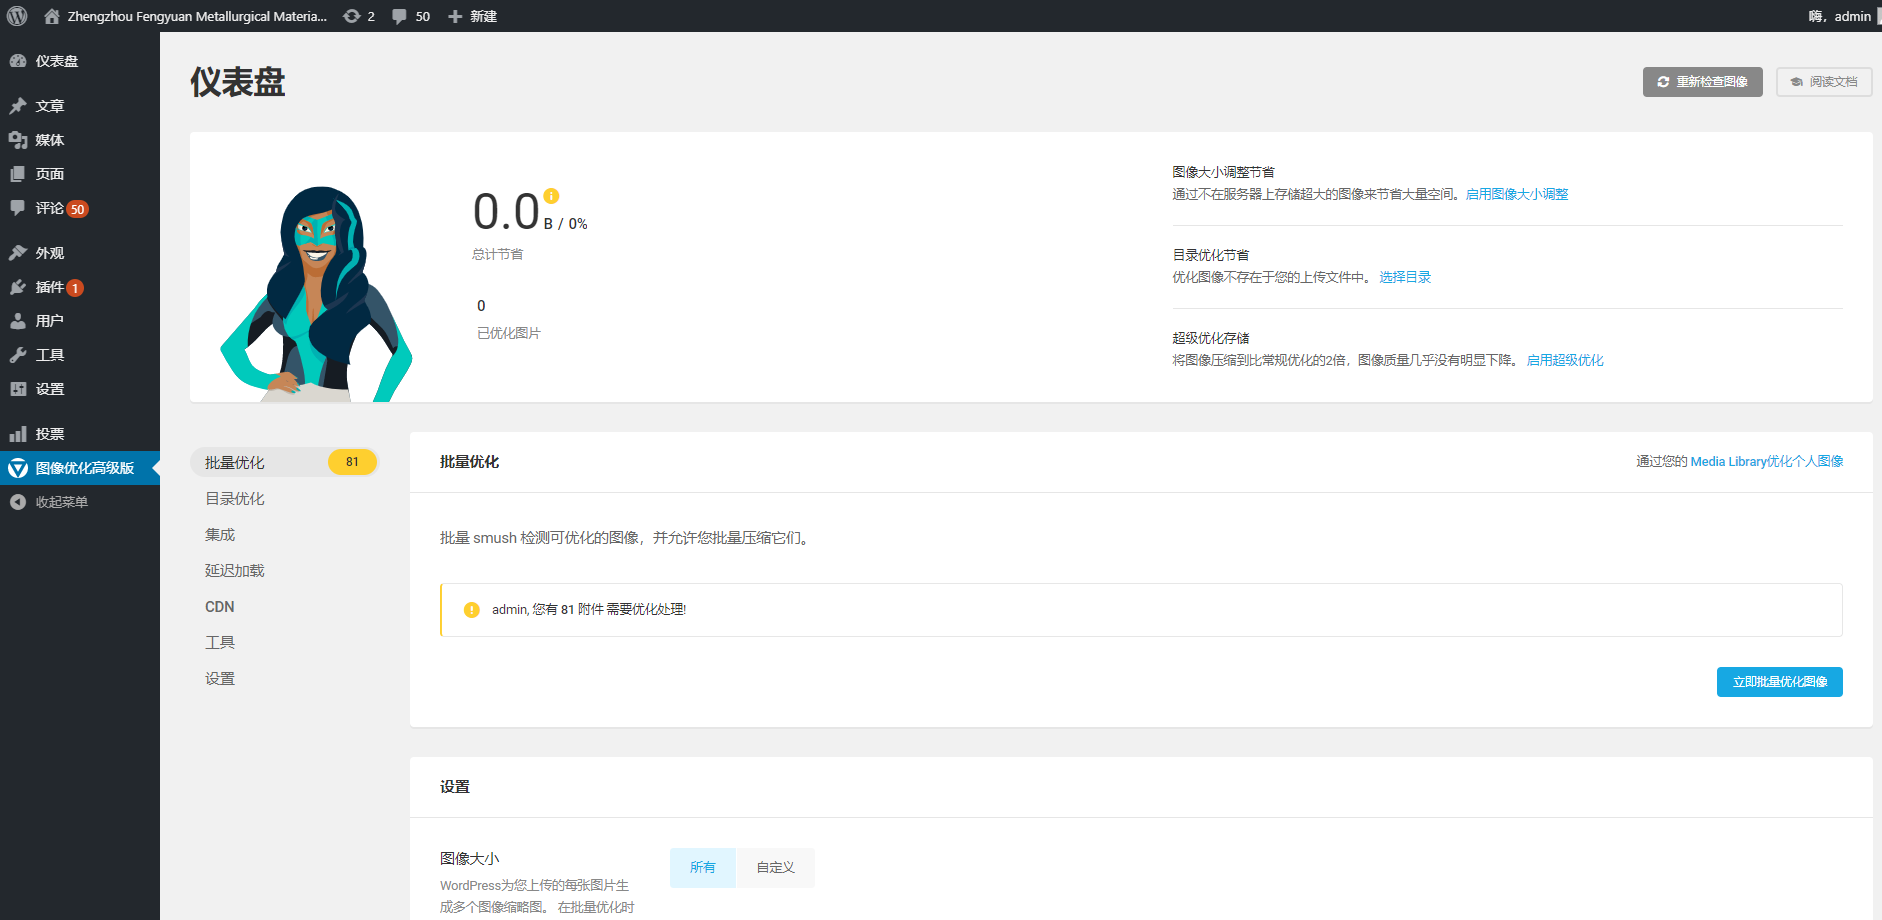 Zhengzhou Fengyuan Metallurgical Materia...
2
50
新建
嗨，admin
仪表盘
文章
媒体
页面
评论 50
外观
插件 1
用户
工具
设置
投票
图像优化高级版
收起菜单
仪表盘
重新检查图像
阅读文档
0.0 B / 0%
总计节省
0
已优化图片
图像大小调整节省
通过不在服务器上存储超大的图像来节省大量空间。启用图像大小调整
目录优化节省
优化图像不存在于您的上传文件中。 选择目录
超级优化存储
将图像压缩到比常规优化的2倍，图像质量几乎没有明显下降。 启用超级优化
批量优化 81
目录优化
集成
延迟加载
CDN
工具
设置
批量优化
通过您的 Media Library优化个人图像
批量 smush 检测可优化的图像，并允许您批量压缩它们。
admin, 您有 81 附件 需要优化处理!
立即批量优化图像
设置
图像大小
所有
自定义
WordPress为您上传的每张图片生
成多个图像缩略图。 在批量优化时